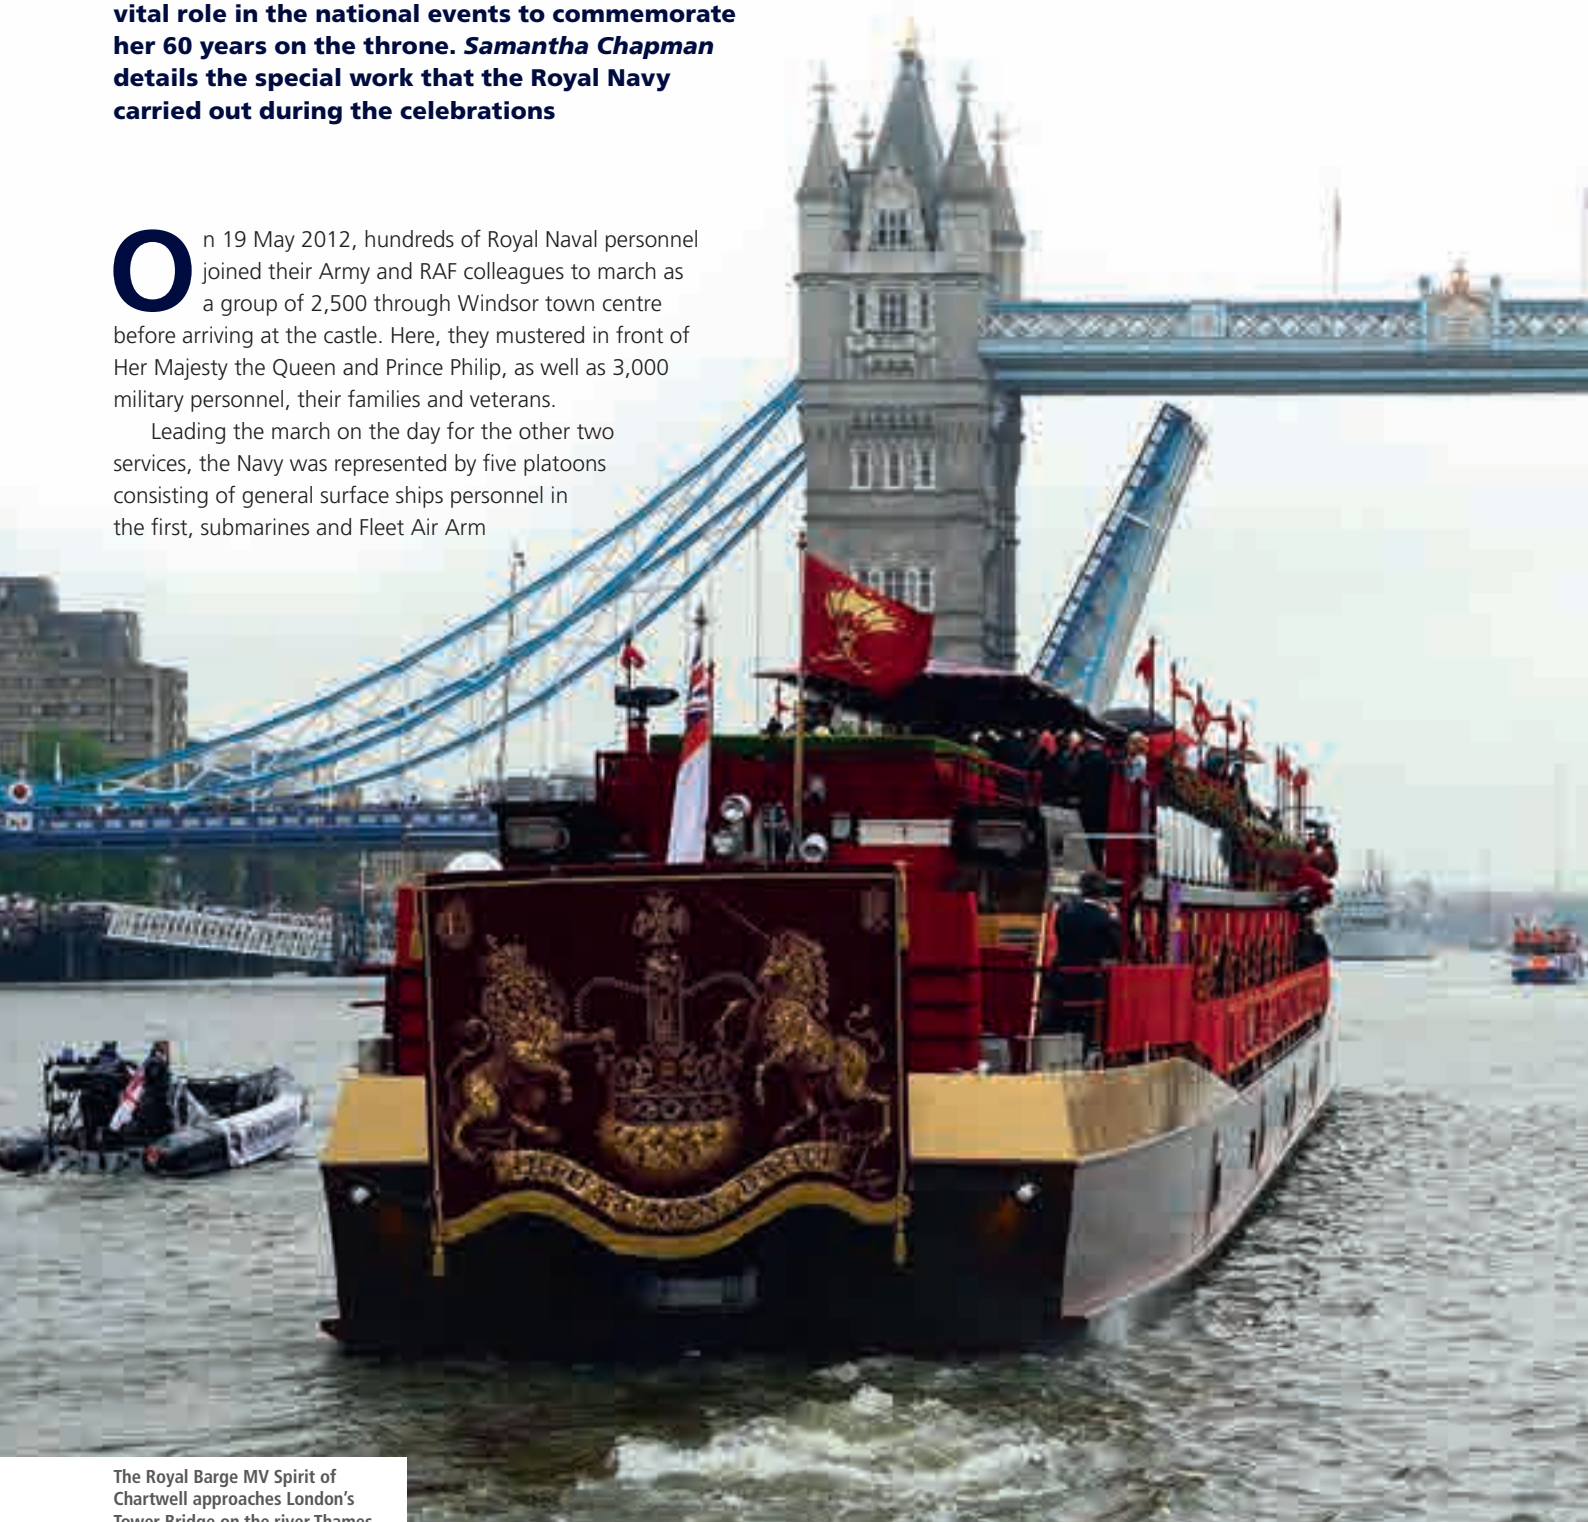 vital role in the national events to commemorate
her 60 years on the throne. Samantha Chapman
details the special work that the Royal Navy
carried out during the celebrations
On 19 May 2012, hundreds of Royal Naval personnel
joined their Army and RAF colleagues to march as
a group of 2,500 through Windsor town centre
before arriving at the castle. Here, they mustered in front of
Her Majesty the Queen and Prince Philip, as well as 3,000
military personnel, their families and veterans.
Leading the march on the day for the other two
services, the Navy was represented by five platoons
consisting of general surface ships personnel in
the first, submarines and Fleet Air Arm
The Royal Barge MV Spirit of
Chartwell approaches London's
Tower Bridge on the river Thames